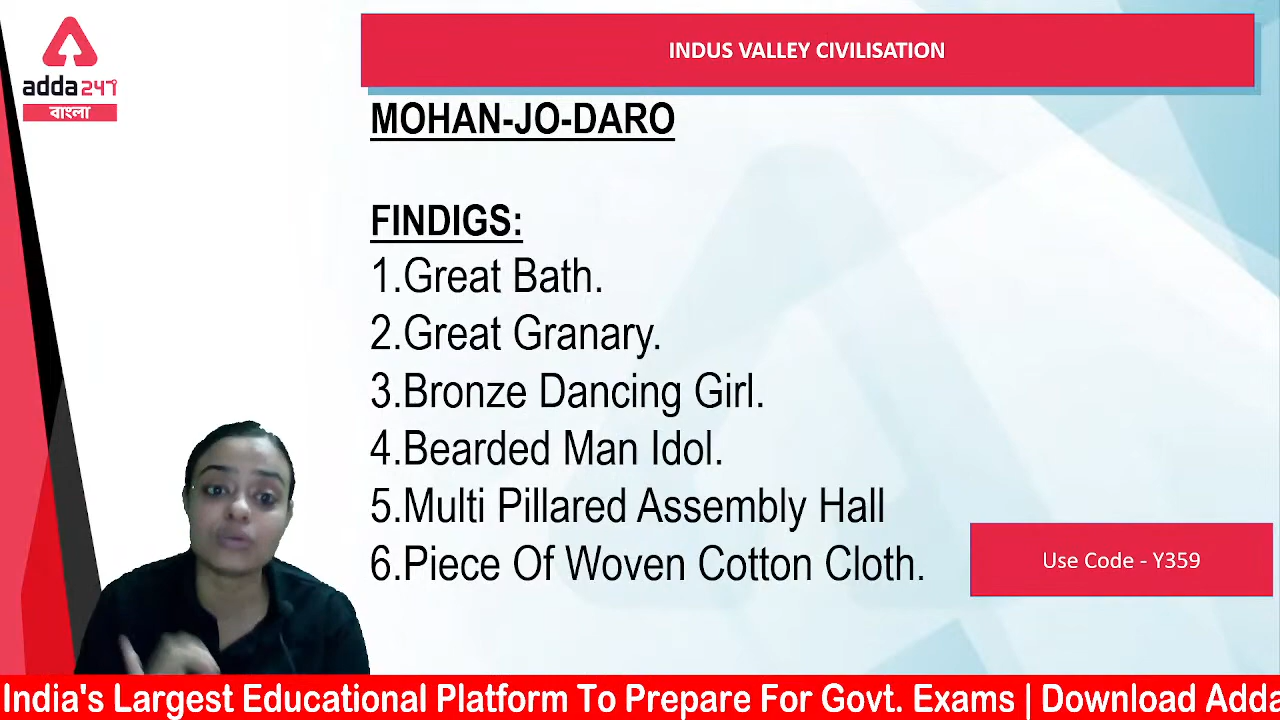 adda247
বাংলা
INDUS VALLEY CIVILISATION
MOHAN-JO-DARO
FINDIGS:
1.Great Bath.
2.Great Granary.
3.Bronze Dancing Girl.
4.Bearded Man Idol.
5.Multi Pillared Assembly Hall
6.Piece Of Woven Cotton Cloth.
Use Code - Y359
India's Largest Educational Platform To Prepare For Govt. Exams | Download Adda